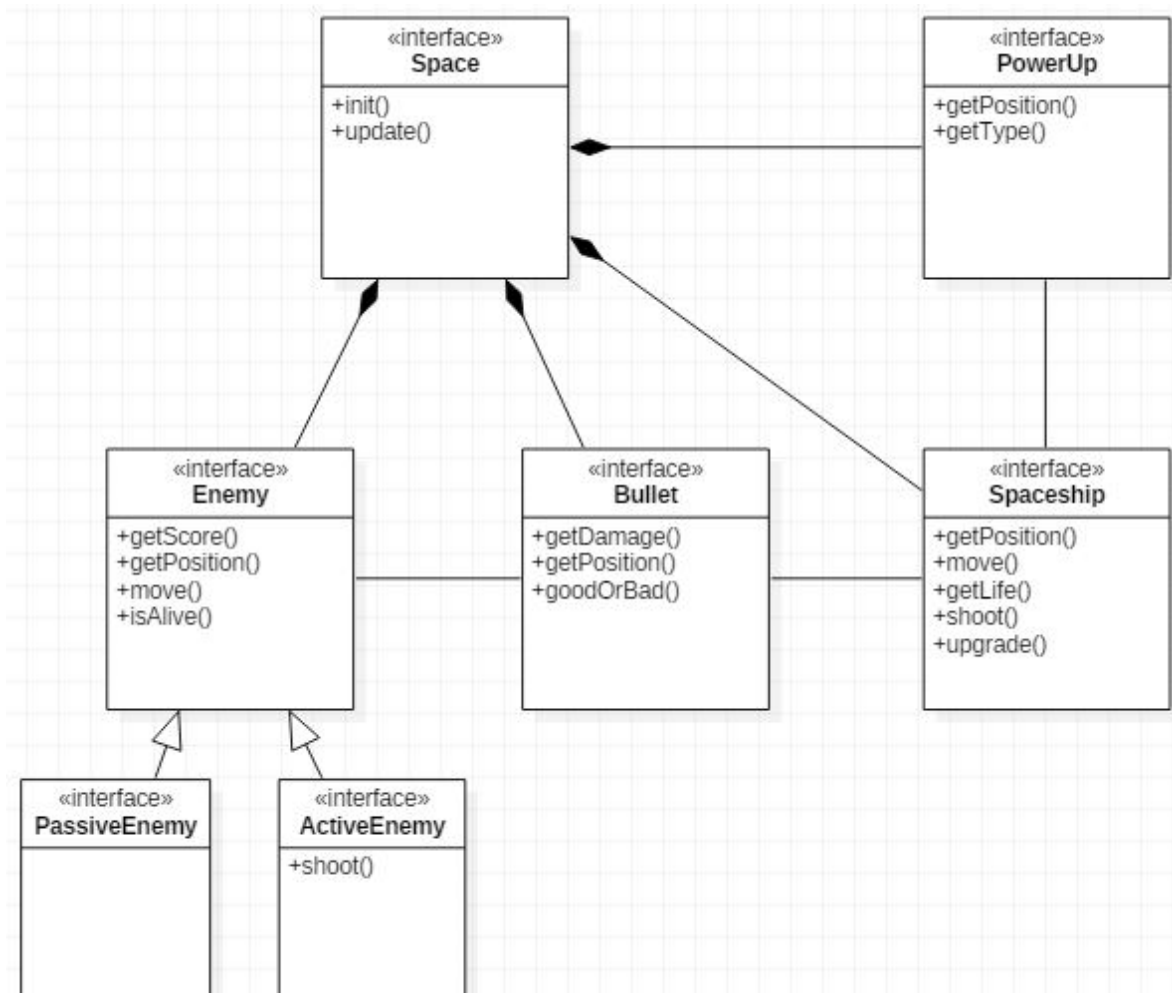 «interface»
Space
+init()
+update()
«interface»
PowerUp
+getPosition()
+getType()
«interface»
Enemy
+getScore()
+getPosition()
+move()
+isAlive()
«interface»
Bullet
+getDamage()
+getPosition()
+goodOrBad()
«interface»
Spaceship
+getPosition()
+move()
+getLife()
+shoot()
+upgrade()
«interface»
PassiveEnemy
«interface»
ActiveEnemy
+shoot()